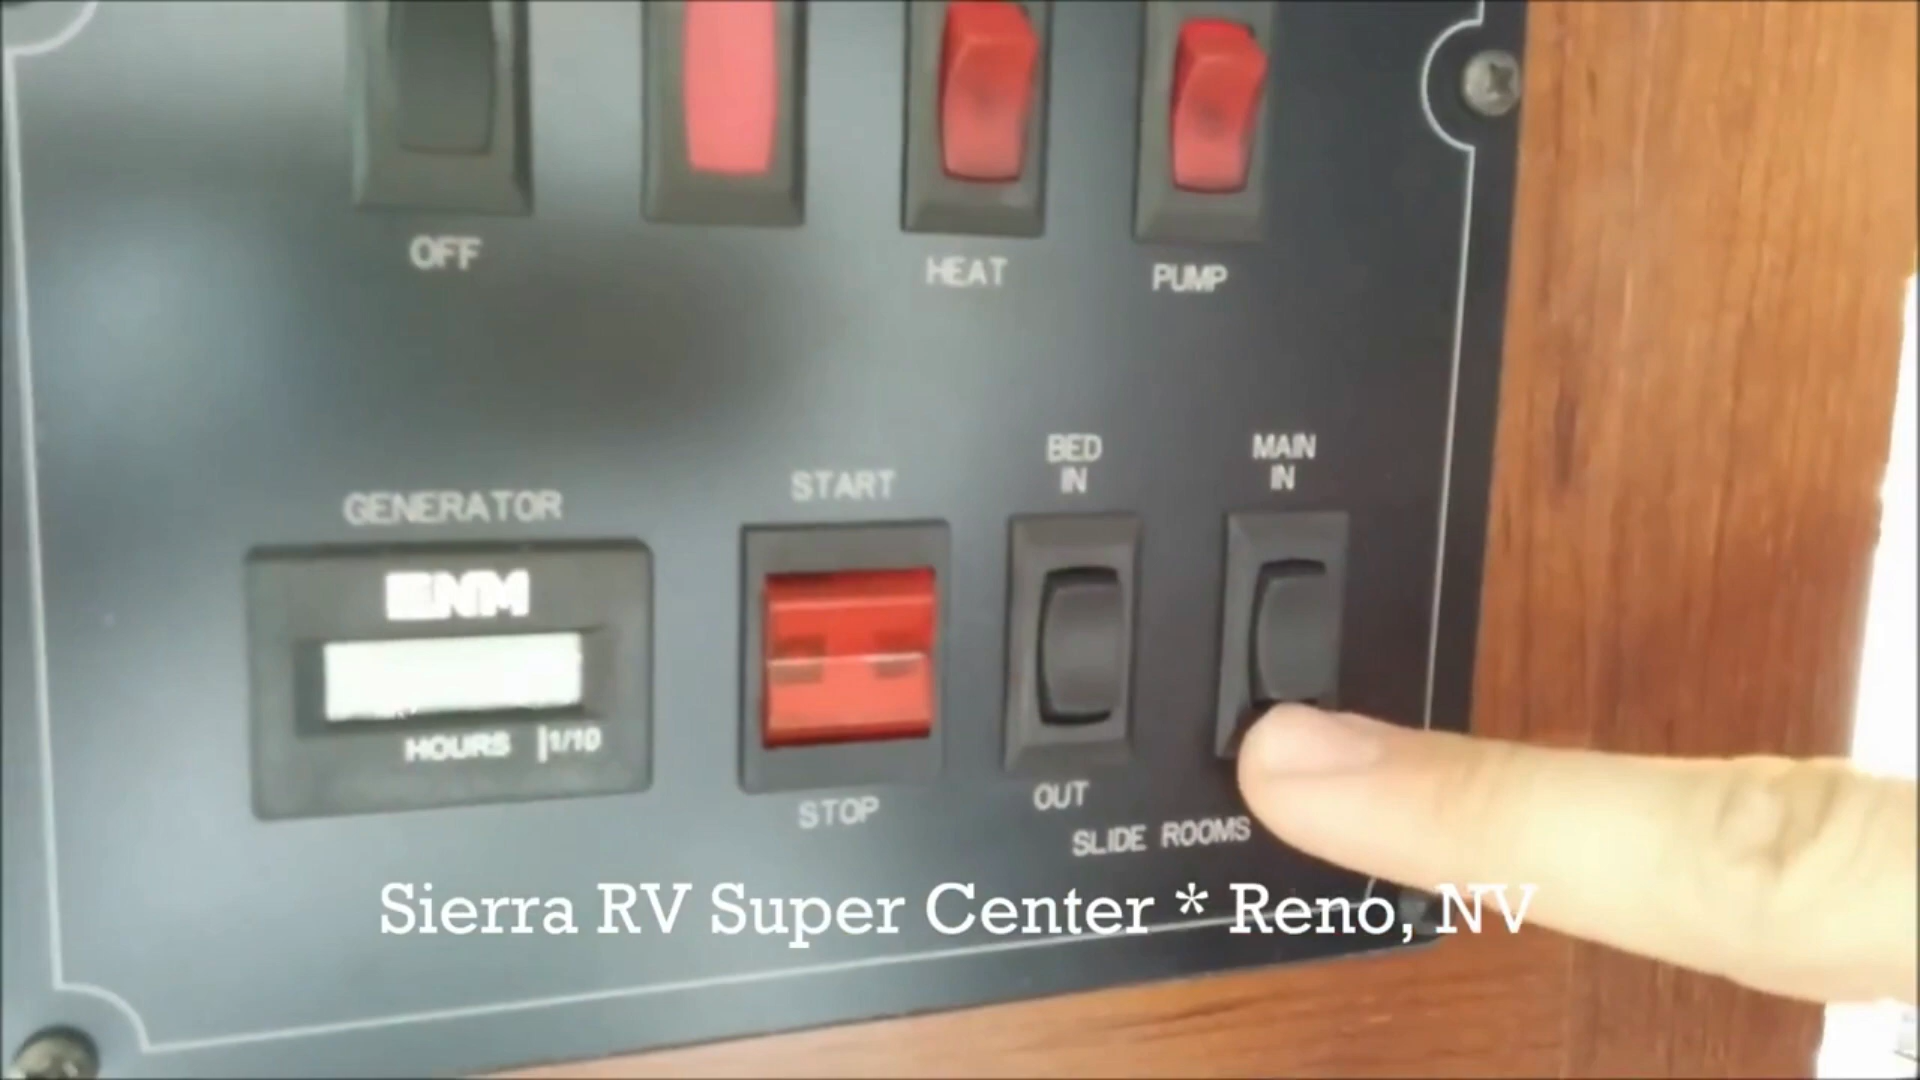 OFF
HEAT
PUMP
GENERATOR
START
BED
IN
MAIN
IN
ENM
HOURS 1/10
STOP
OUT
SLIDE ROOMS
Sierra RV Super Center * Reno, NV